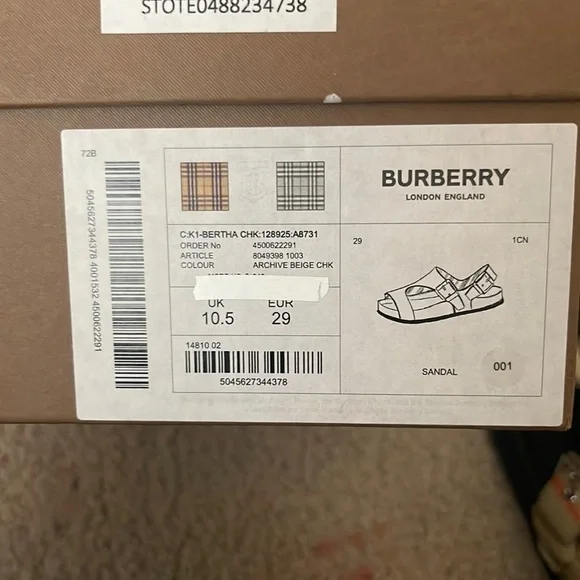 STOTE0488234738
72B
5045627344378 4001532 4500622291
C:K1-BERTHA CHK:128925:A8731
ORDER No 4500622291
ARTICLE 8049398 1003
COLOUR ARCHIVE BEIGE CHK
UK EUR
10.5 29
14810 02
5045627344378
BURBERRY
LONDON ENGLAND
29 1CN
SANDAL 001